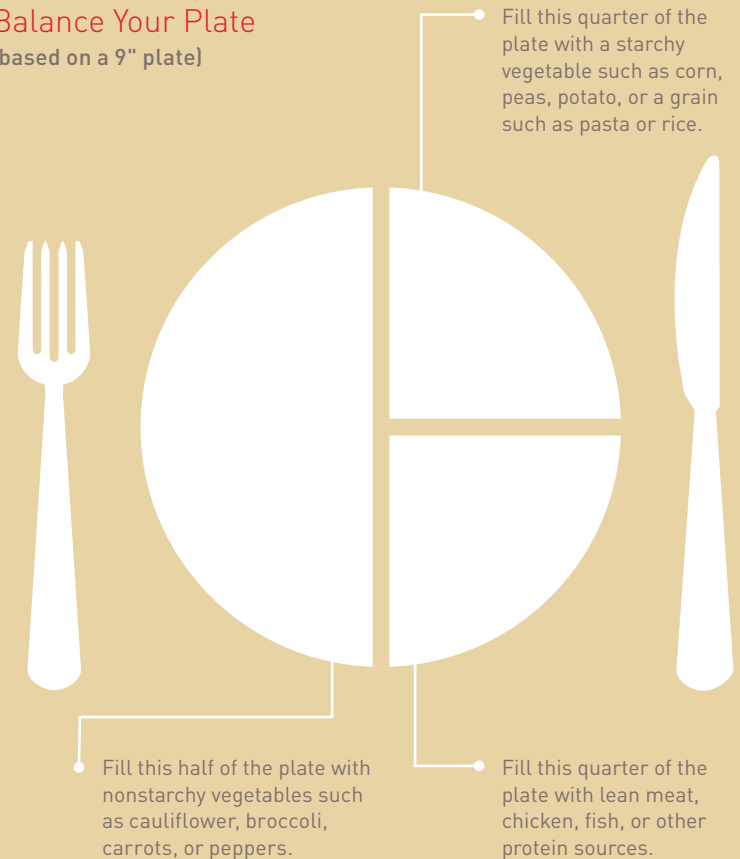 Balance Your Plate
(based on a 9" plate)
Fill this quarter of the
plate with a starchy
vegetable such as corn,
peas, potato, or a grain
such as pasta or rice.
Fill this half of the plate with
nonstarchy vegetables such
as cauliflower, broccoli,
carrots, or peppers.
Fill this quarter of the
plate with lean meat,
chicken, fish, or other
protein sources.